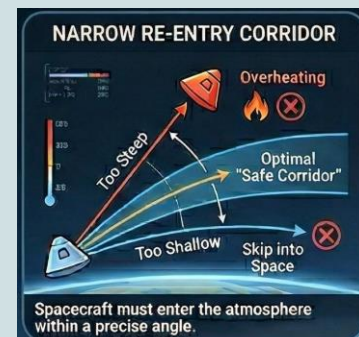 NARROW RE-ENTRY CORRIDOR
Overheating
Too Steep
Optimal
"Safe Corridor"
Too Shallow
Skip into
Space
Spacecraft must enter the atmosphere
within a precise angle.